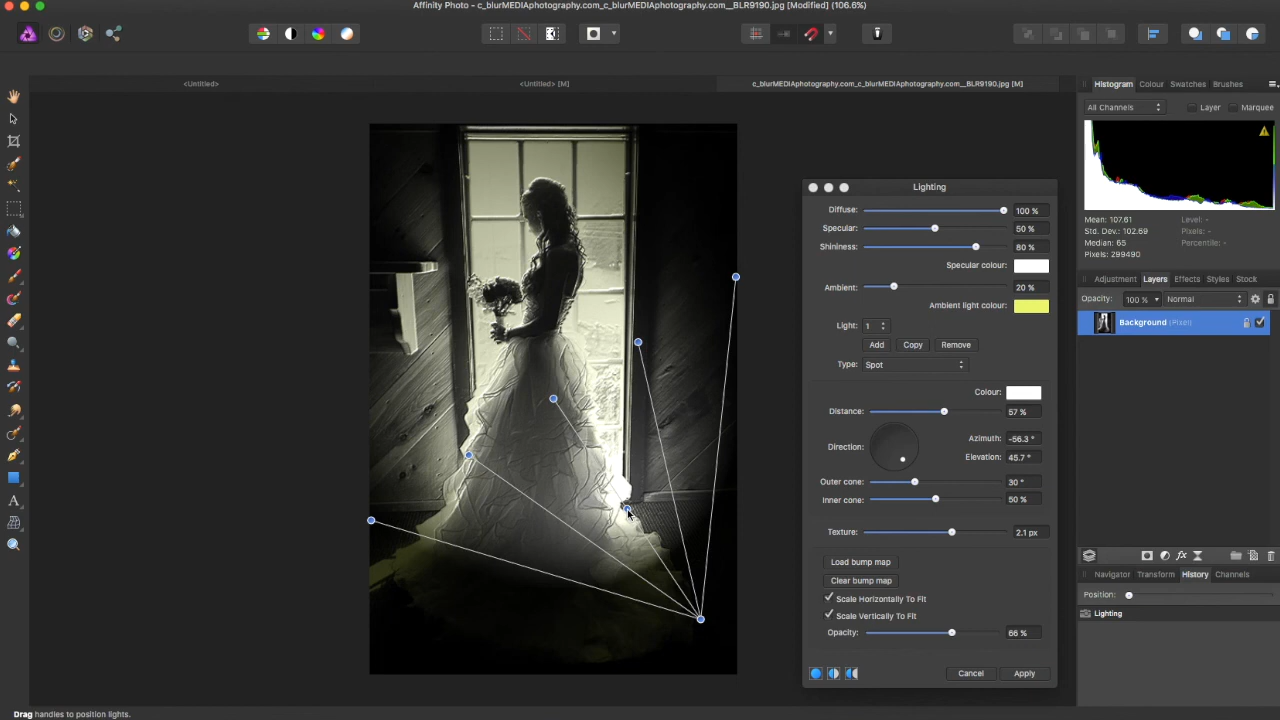 Affinity Photo - c_blurMEDIAphotography.com_c_blurMEDIAphotography.com__BLR9190.jpg [Modified] (106.6%)
<Untitled>
<Untitled> [M]
c_blurMEDIAphotography.com_c_blurMEDIAphotography.com__BLR9190.jpg [M]
Histogram Colour Swatches Brushes
All Channels Layer Marquee
Mean: 107.61 Level: -
Std. Dev.: 102.69 Pixels: -
Median: 65 Percentile: -
Pixels: 299490
Adjustment Layers Effects Styles Stock
Opacity: 100 % Normal
Background (Pixel)
Navigator Transform History Channels
Position:
Lighting
Lighting
Diffuse: 100 %
Specular: 50 %
Shininess: 80 %
Specular colour:
Ambient: 20 %
Ambient light colour:
Light: 1
Add Copy Remove
Type: Spot
Colour:
Distance: 57 %
Direction:
Azimuth: -56.3 °
Elevation: 45.7 °
Outer cone: 30 °
Inner cone: 50 %
Texture: 2.1 px
Load bump map
Clear bump map
Scale Horizontally To Fit
Scale Vertically To Fit
Opacity: 66 %
Cancel Apply
A
Drag handles to position lights.